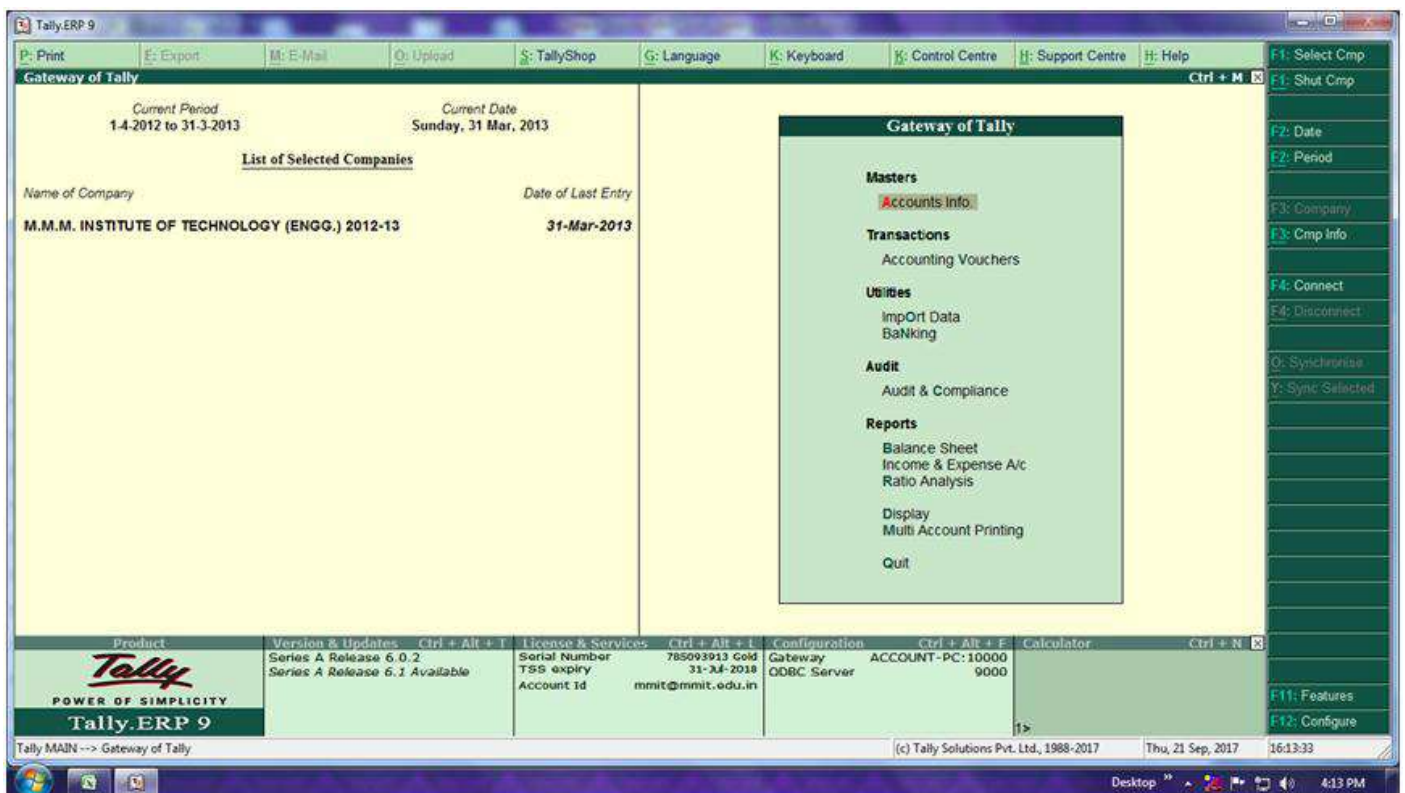 Tally.ERP 9
P: Print E: Export M: E-Mail O: Upload S: TallyShop G: Language K: Keyboard K: Control Centre H: Support Centre H: Help
Gateway of Tally Ctrl + M
Current Period Current Date
1-4-2012 to 31-3-2013 Sunday, 31 Mar, 2013
List of Selected Companies
Name of Company Date of Last Entry
M.M.M. INSTITUTE OF TECHNOLOGY (ENGG.) 2012-13 31-Mar-2013
Gateway of Tally
Masters
Accounts Info.
Transactions
Accounting Vouchers
Utilities
ImpOrt Data
BaNking
Audit
Audit & Compliance
Reports
Balance Sheet
Income & Expense A/c
Ratio Analysis
Display
Multi Account Printing
Quit
F1: Select Cmp
F1: Shut Cmp
F2: Date
F2: Period
F3: Company
F3: Cmp Info
F4: Connect
F4: Disconnect
O: Synchronise
Y: Sync Selected
F11: Features
F12: Configure
Product
Tally
POWER OF SIMPLICITY
Tally.ERP 9
Version & Updates Ctrl + Alt + T
Series A Release 6.0.2
Series A Release 6.1 Available
License & Services Ctrl + Alt + L
Serial Number 785093913 Gold
TSS expiry 31-Jul-2018
Account Id mmit@mmit.edu.in
Configuration Ctrl + Alt + F
Gateway ACCOUNT-PC:10000
ODBC Server 9000
Calculator Ctrl + N
1>
Tally MAIN --> Gateway of Tally (c) Tally Solutions Pvt. Ltd., 1988-2017 Thu, 21 Sep, 2017 16:13:33
Desktop » 4:13 PM